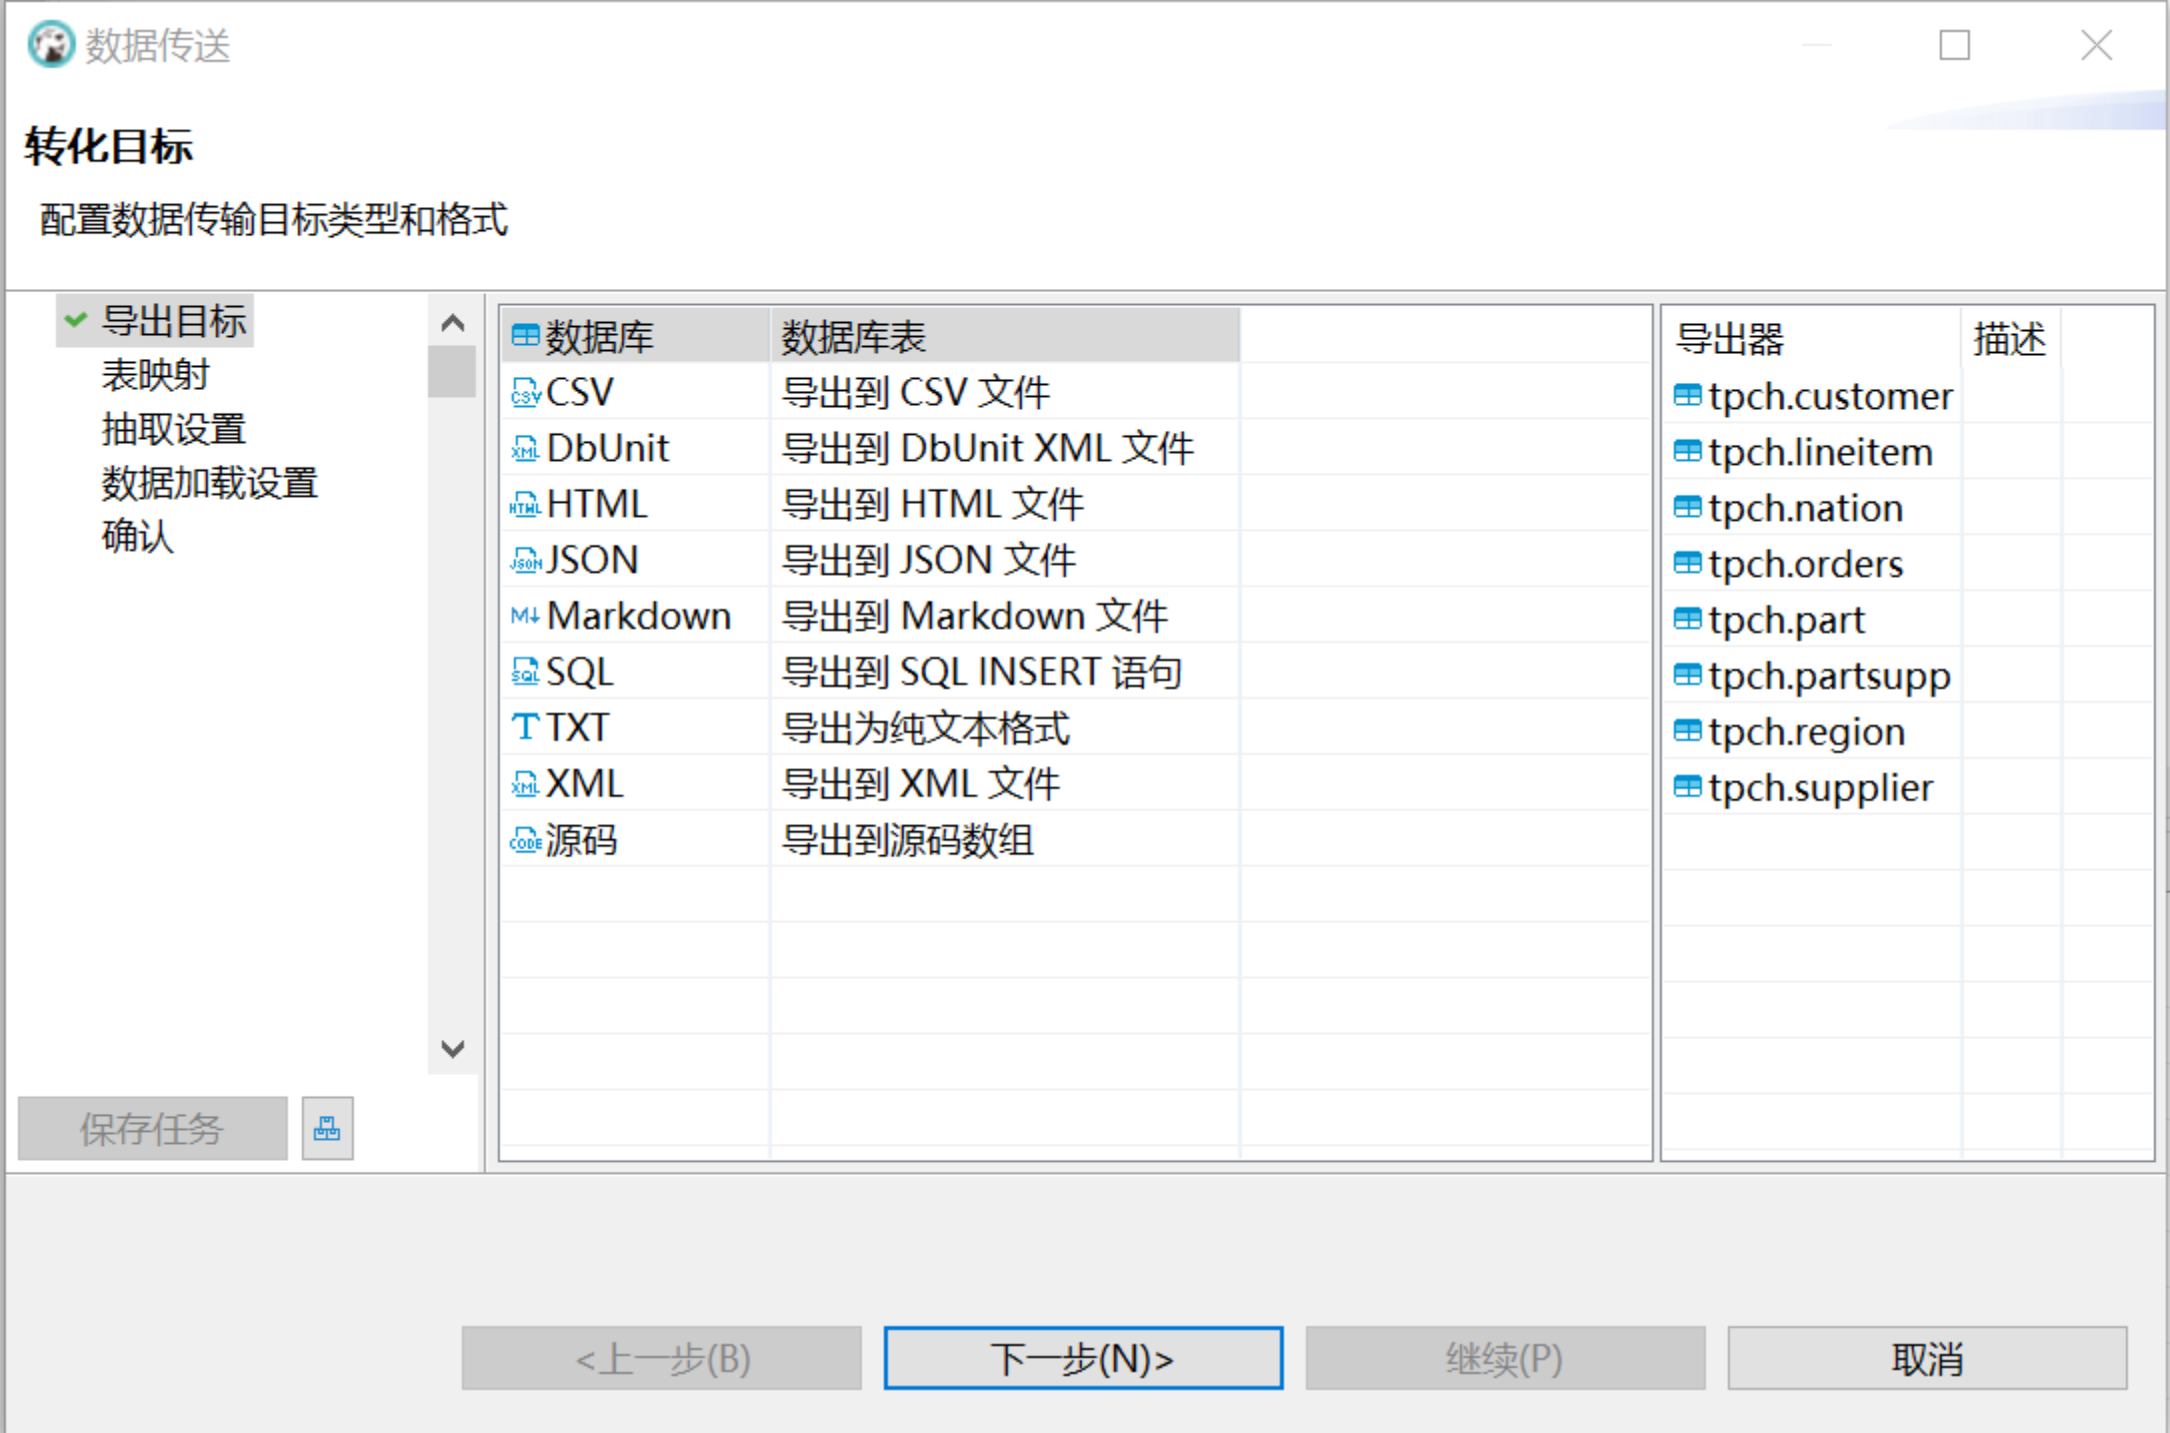 数据传送
转化目标
配置数据传输目标类型和格式
导出目标
表映射
抽取设置
数据加载设置
确认
保存任务
数据库 数据库表
CSV 导出到 CSV 文件
DbUnit 导出到 DbUnit XML 文件
HTML 导出到 HTML 文件
JSON 导出到 JSON 文件
Markdown 导出到 Markdown 文件
SQL 导出到 SQL INSERT 语句
TXT 导出为纯文本格式
XML 导出到 XML 文件
源码 导出到源码数组
导出器 描述
tpch.customer
tpch.lineitem
tpch.nation
tpch.orders
tpch.part
tpch.partsupp
tpch.region
tpch.supplier
<上一步(B) 下一步(N)> 继续(P) 取消